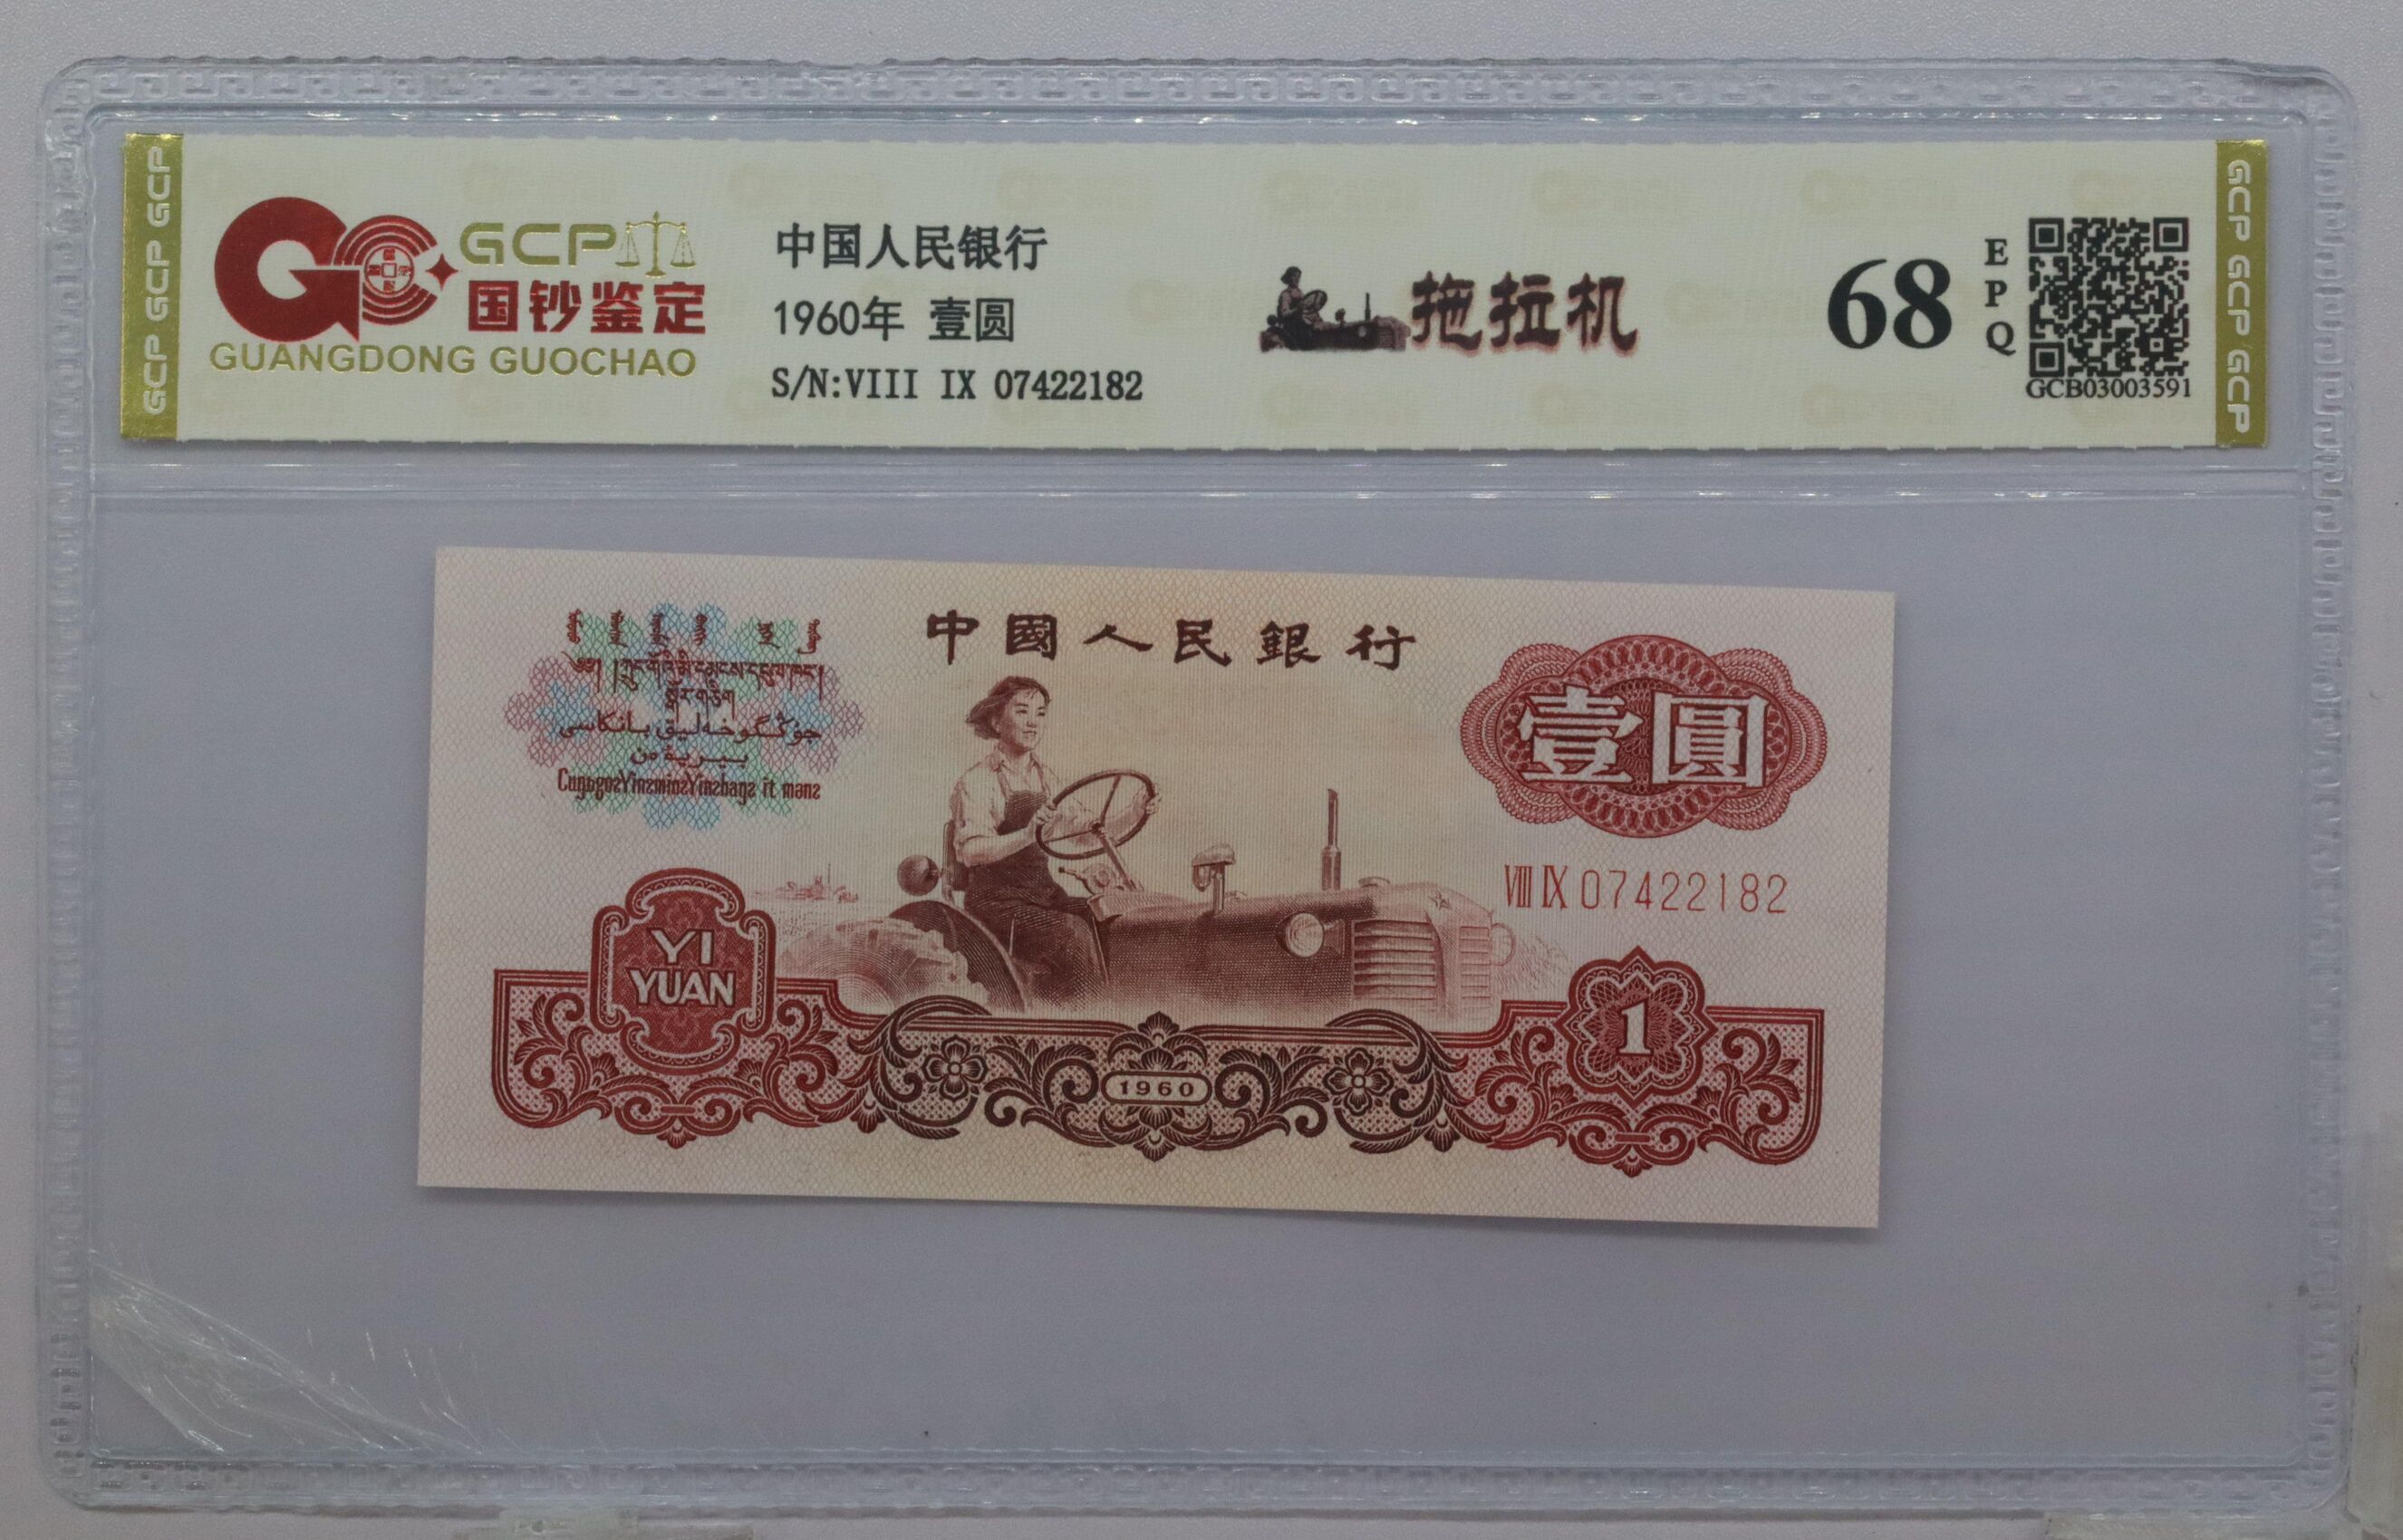 GCP GCP GCP
GCP
国钞鉴定
GUANGDONG GUOCHAO
中国人民银行
1960年 壹圆
S/N:VIII IX 07422182
拖拉机
68
EPQ
GCB03003591
GCP GCP GCP
中國人民銀行
壹圓
VIII IX 07422182
YI
YUAN
1
1960